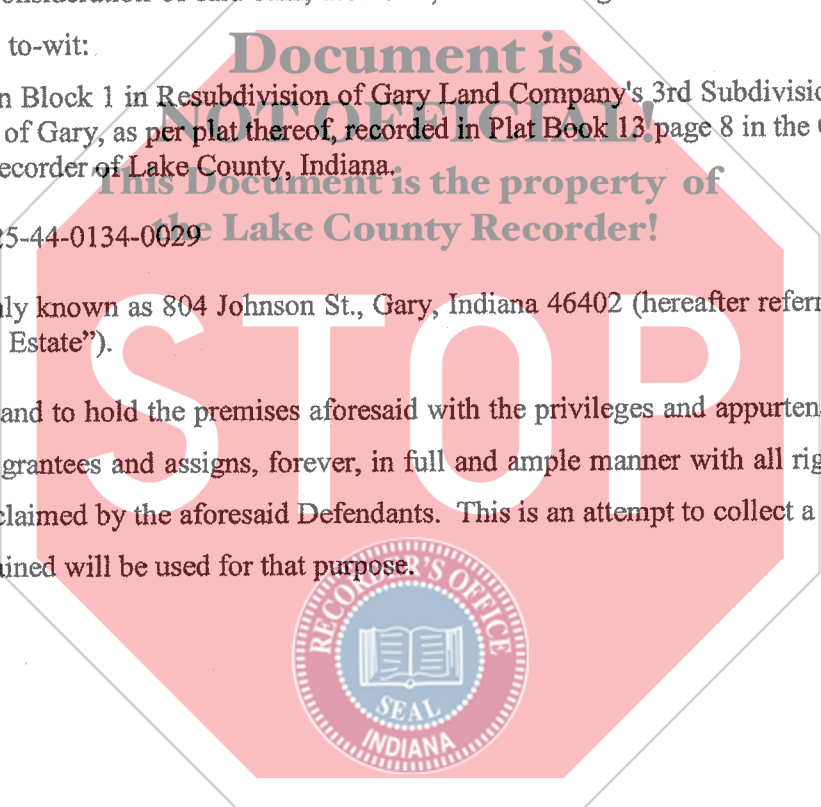 to-wit:
Document is
n Block 1 in Resubdivision of Gary Land Company's 3rd Subdivisio
NOT OFFICIAL!
of Gary, as per plat thereof, recorded in Plat Book 13 page 8 in the
ecorder of Lake County, Indiana.
This Document is the property of
the Lake County Recorder!
25-44-0134-0029
nly known as 804 Johnson St., Gary, Indiana 46402 (hereafter referr
Estate").
STOP
and to hold the premises aforesaid with the privileges and appurten
grantees and assigns, forever, in full and ample manner with all rig
claimed by the aforesaid Defendants. This is an attempt to collect a
ained will be used for that purpose.
RECORDER'S OFFICE
SEAL
INDIANA